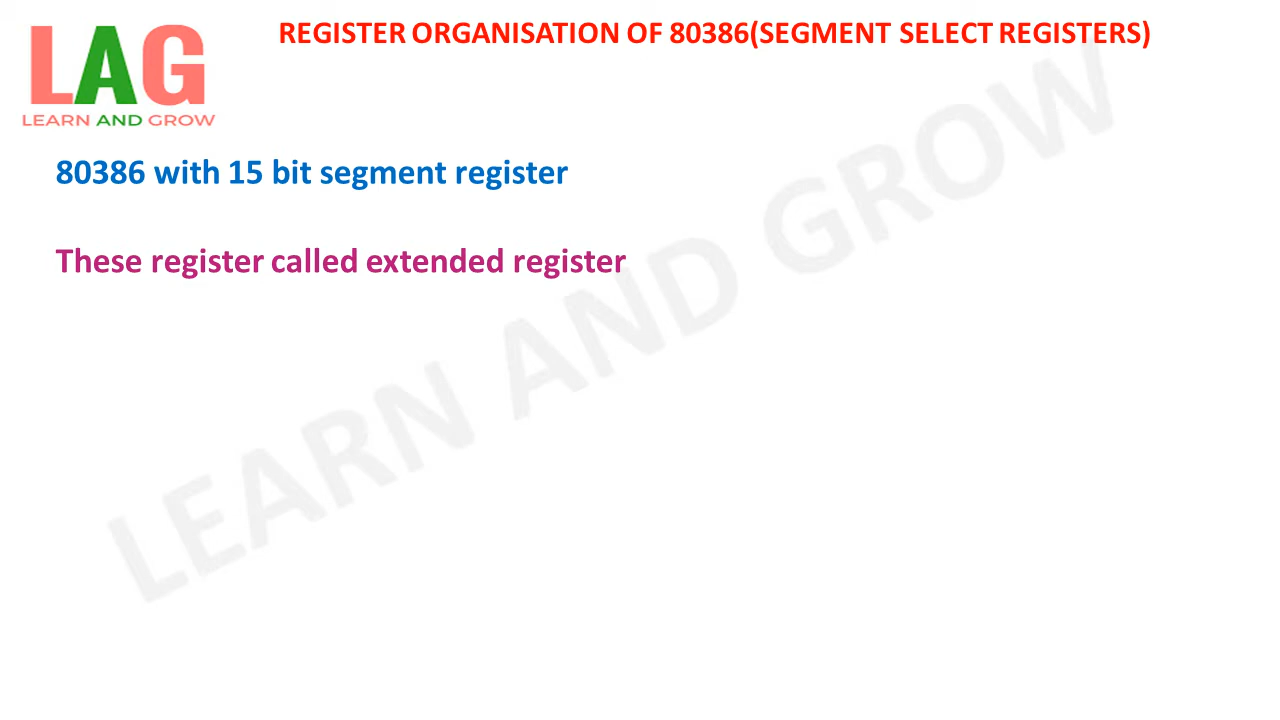 LAG
LEARN AND GROW
REGISTER ORGANISATION OF 80386(SEGMENT SELECT REGISTERS)
80386 with 15 bit segment register
These register called extended register
LEARN AND GROW